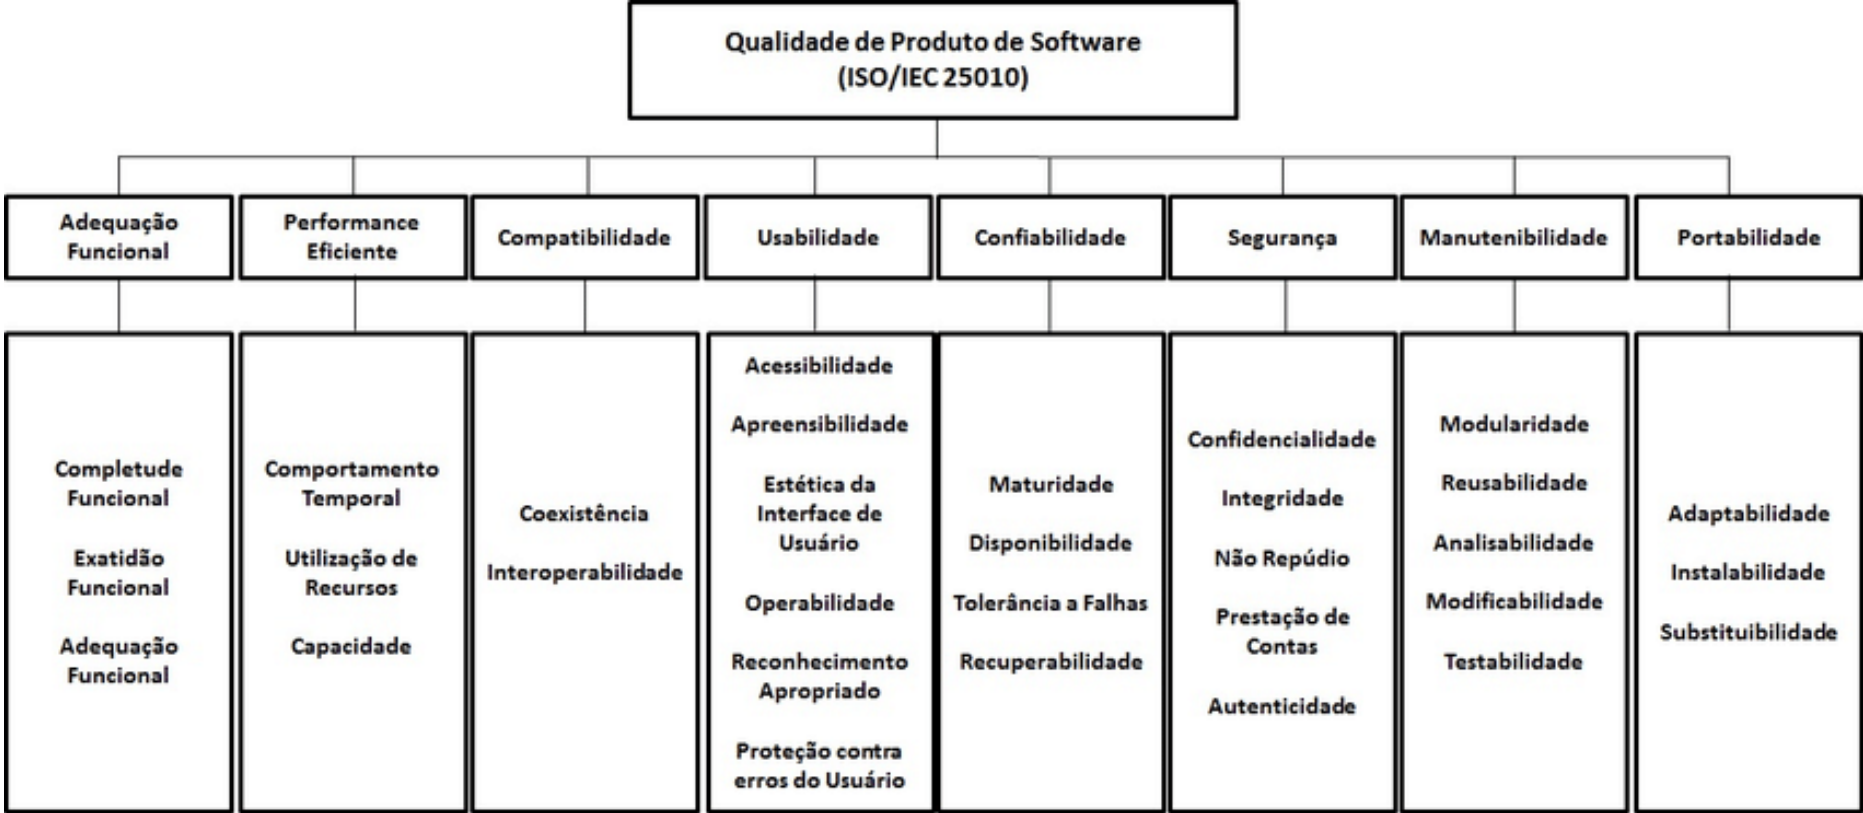 Qualidade de Produto de Software
(ISO/IEC 25010)
Adequação
Funcional
Performance
Eficiente
Compatibilidade
Usabilidade
Confiabilidade
Segurança
Manutenibilidade
Portabilidade
Completude
Funcional
Exatidão
Funcional
Adequação
Funcional
Comportamento
Temporal
Utilização de
Recursos
Capacidade
Coexistência
Interoperabilidade
Acessibilidade
Apreensibilidade
Estética da
Interface de
Usuário
Operabilidade
Reconhecimento
Apropriado
Proteção contra
erros do Usuário
Maturidade
Disponibilidade
Tolerância a Falhas
Recuperabilidade
Confidencialidade
Integridade
Não Repúdio
Prestação de
Contas
Autenticidade
Modularidade
Reusabilidade
Analisabilidade
Modificabilidade
Testabilidade
Adaptabilidade
Instalabilidade
Substituibilidade